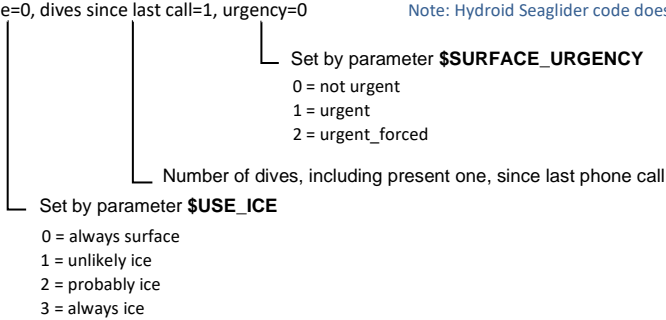 e=0, dives since last call=1, urgency=0
Note: Hydroid Seaglider code does
Set by parameter $SURFACE_URGENCY
0 = not urgent
1 = urgent
2 = urgent_forced
Number of dives, including present one, since last phone call
Set by parameter $USE_ICE
0 = always surface
1 = unlikely ice
2 = probably ice
3 = always ice